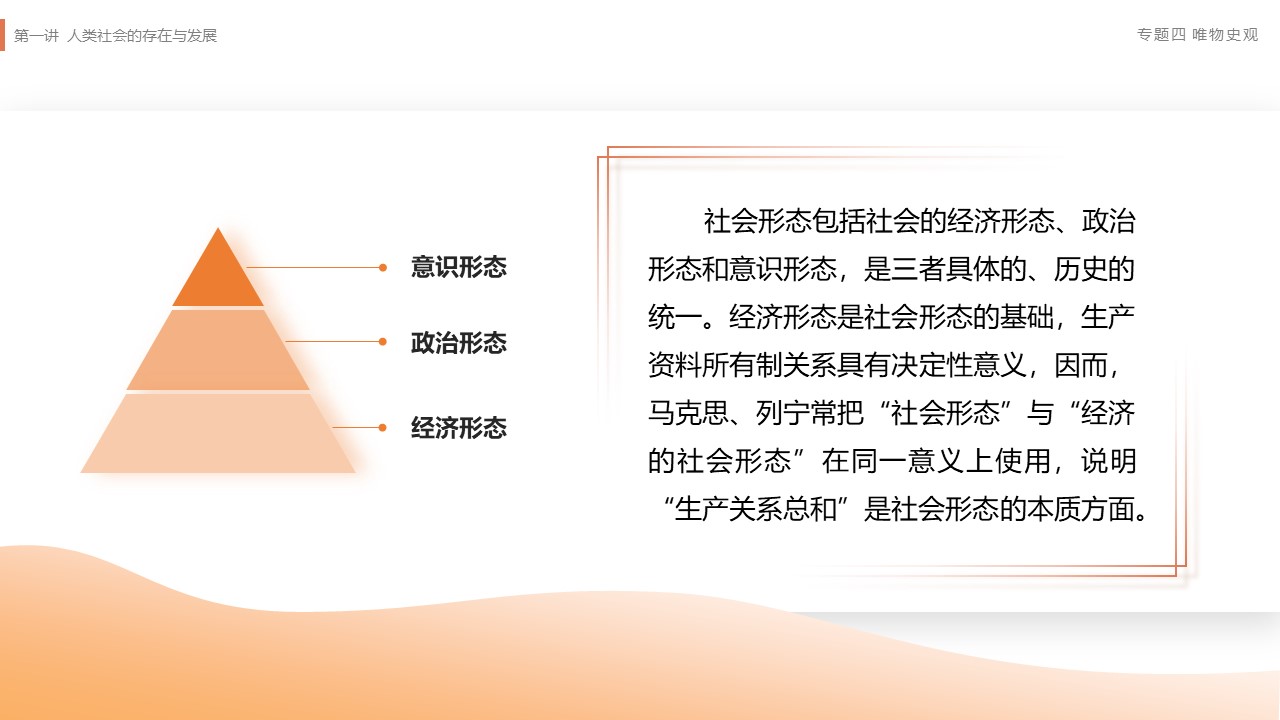 第一讲 人类社会的存在与发展
专题四 唯物史观
意识形态
政治形态
经济形态
社会形态包括社会的经济形态、政治
形态和意识形态，是三者具体的、历史的
统一。经济形态是社会形态的基础，生产
资料所有制关系具有决定性意义，因而，
马克思、列宁常把“社会形态”与“经济
的社会形态”在同一意义上使用，说明
“生产关系总和”是社会形态的本质方面。